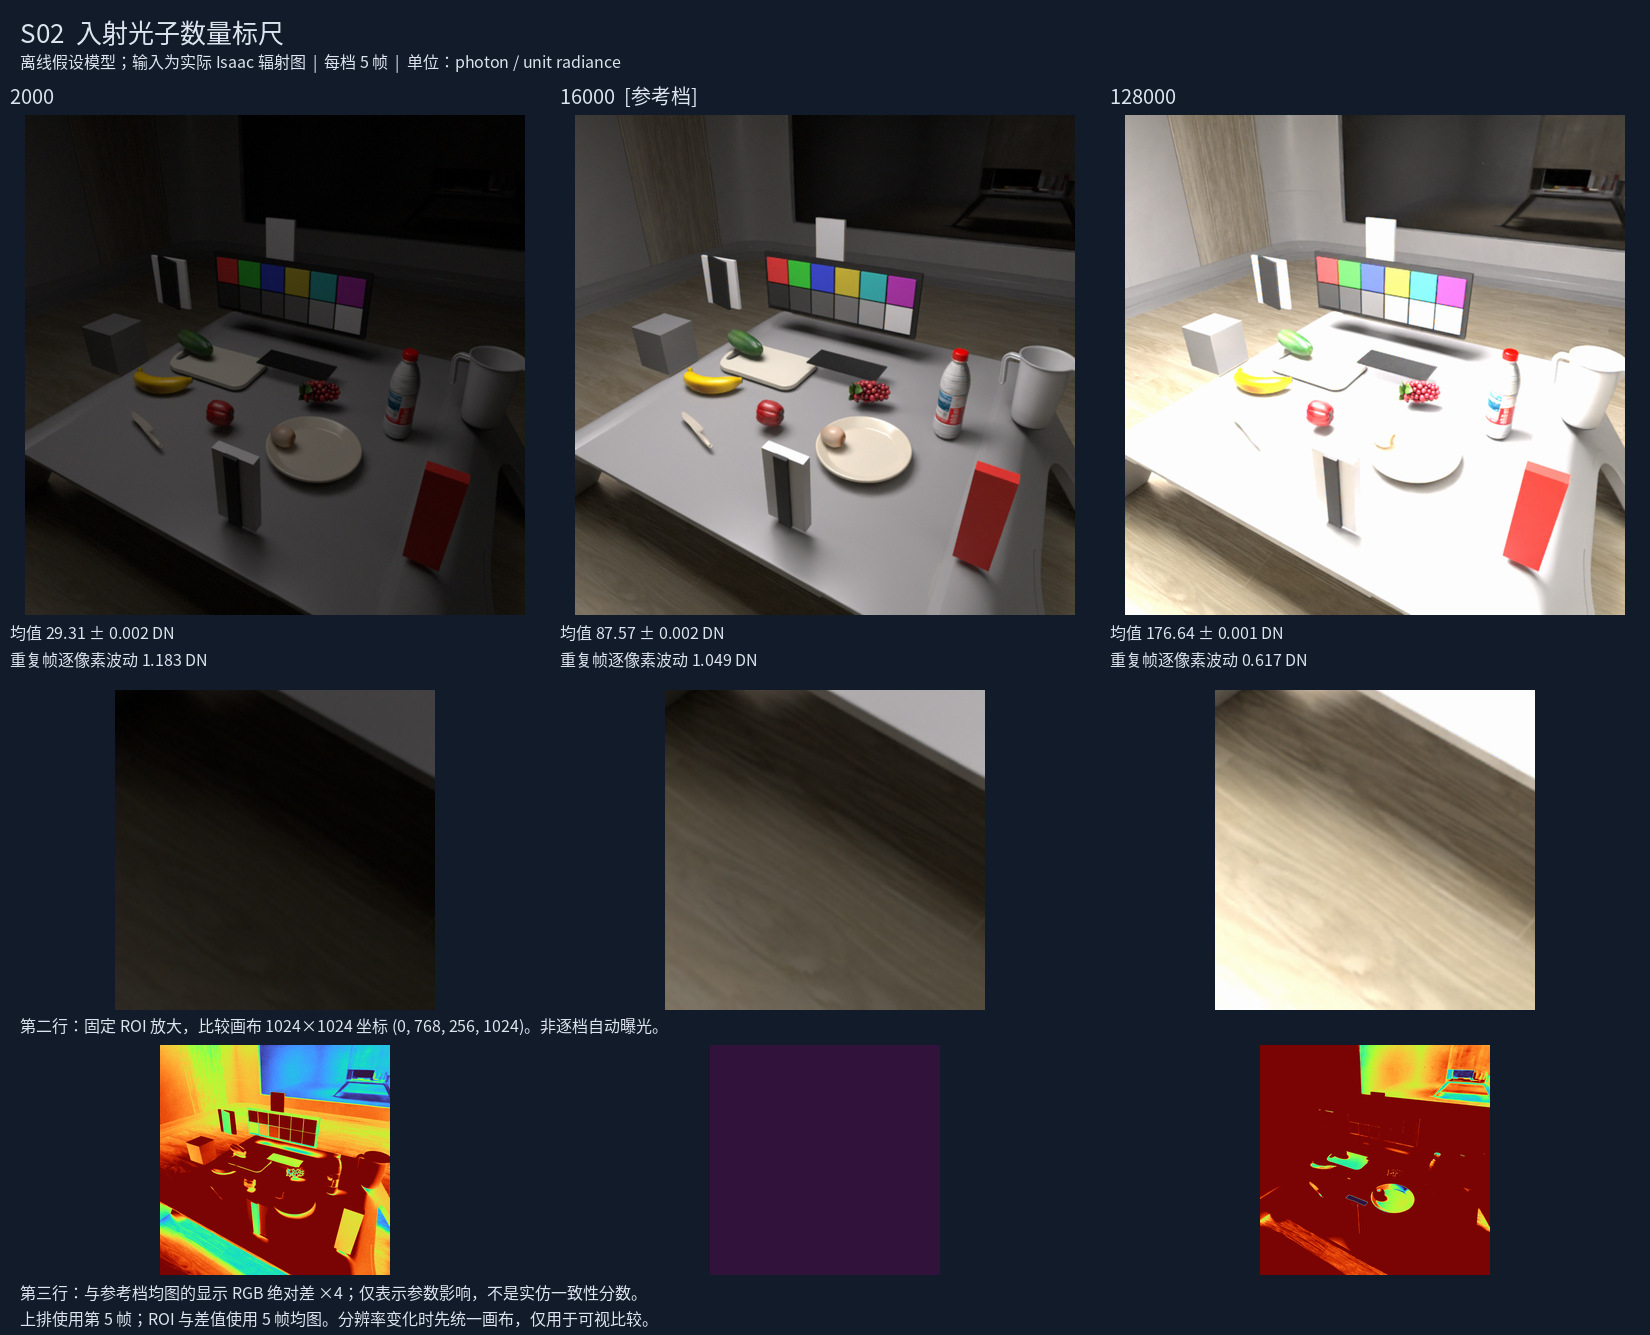 S02 入射光子数量标尺
离线假设模型；输入为实际 Isaac 辐射图 | 每档 5 帧 | 单位：photon / unit radiance
2000
16000 [参考档]
128000
均值 29.31 ± 0.002 DN
重复帧逐像素波动 1.183 DN
均值 87.57 ± 0.002 DN
重复帧逐像素波动 1.049 DN
均值 176.64 ± 0.001 DN
重复帧逐像素波动 0.617 DN
第二行：固定 ROI 放大，比较画布 1024×1024 坐标 (0, 768, 256, 1024)。非逐档自动曝光。
第三行：与参考档均图的显示 RGB 绝对差 ×4；仅表示参数影响，不是实仿一致性分数。
上排使用第 5 帧；ROI 与差值使用 5 帧均图。分辨率变化时先统一画布，仅用于可视比较。